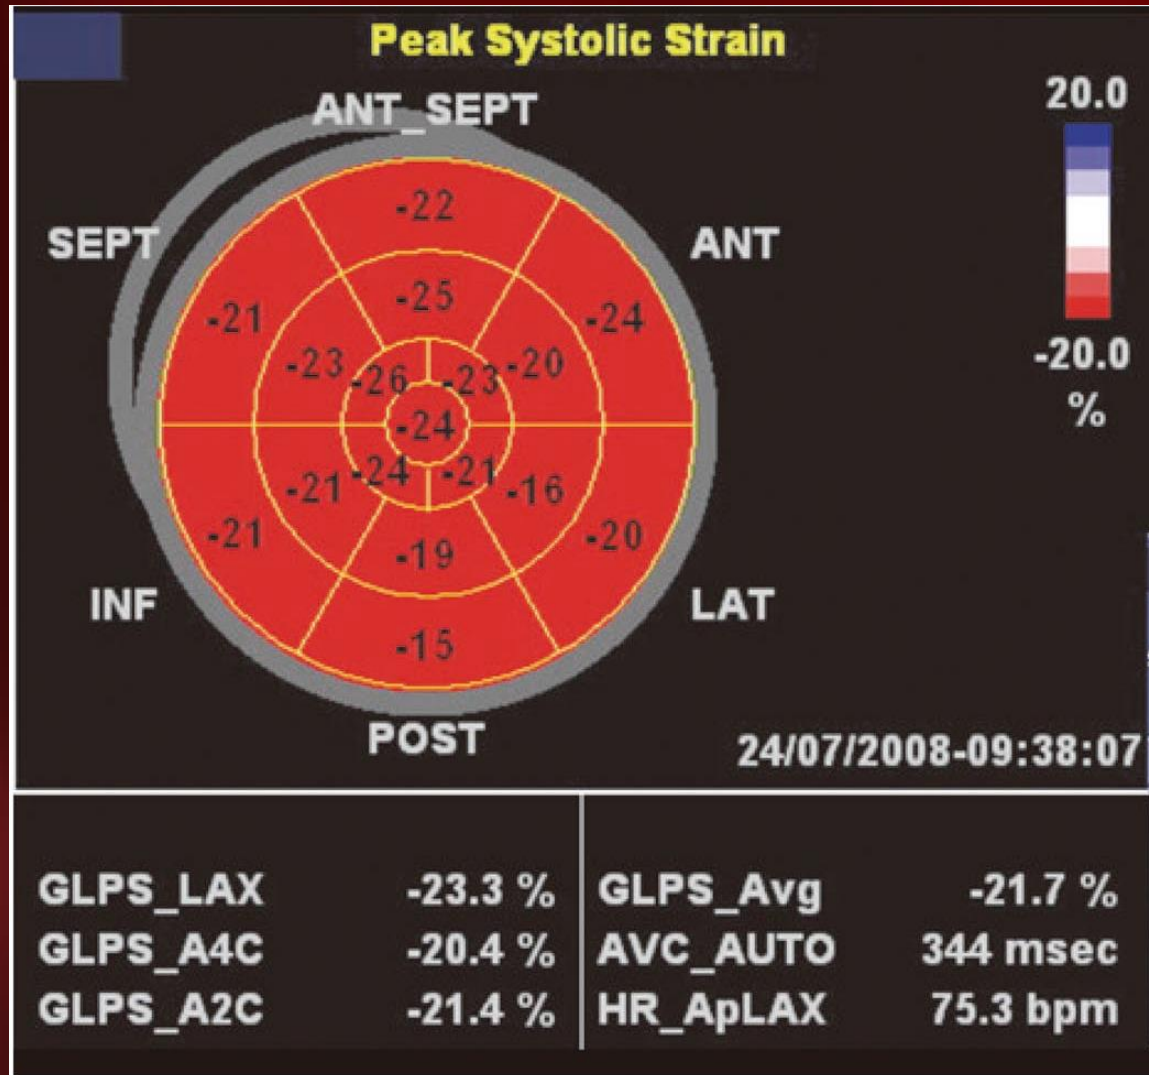 Peak Systolic Strain
ANT_SEPT
20.0
SEPT
ANT
-22
-25
-21
-24
-23
-26
-23
-20
-20.0
%
-24
-21
-24
-21
-16
-21
-19
-20
INF
LAT
-15
POST
24/07/2008-09:38:07
GLPS_LAX -23.3 % GLPS_Avg -21.7 %
GLPS_A4C -20.4 % AVC_AUTO 344 msec
GLPS_A2C -21.4 % HR_ApLAX 75.3 bpm